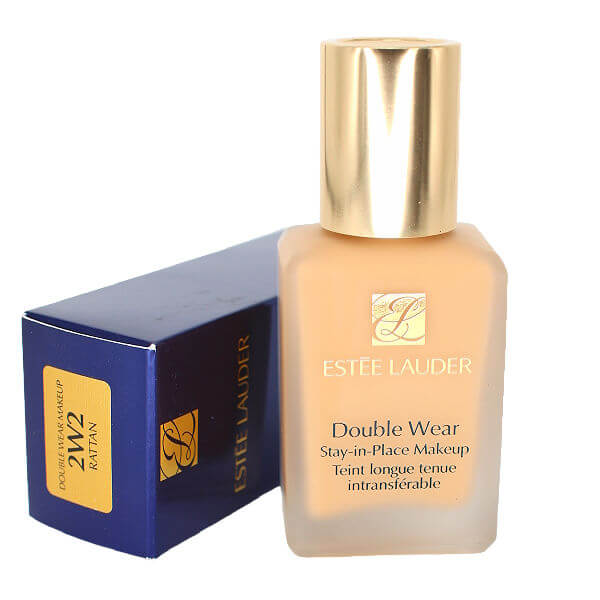 ESTĒE LAUDER
Double Wear
Stay-in-Place Makeup
Teint longue tenue
intransférable
DOUBLE WEAR MAKEUP
2W2
RATTAN
ESTĒE LAUDER